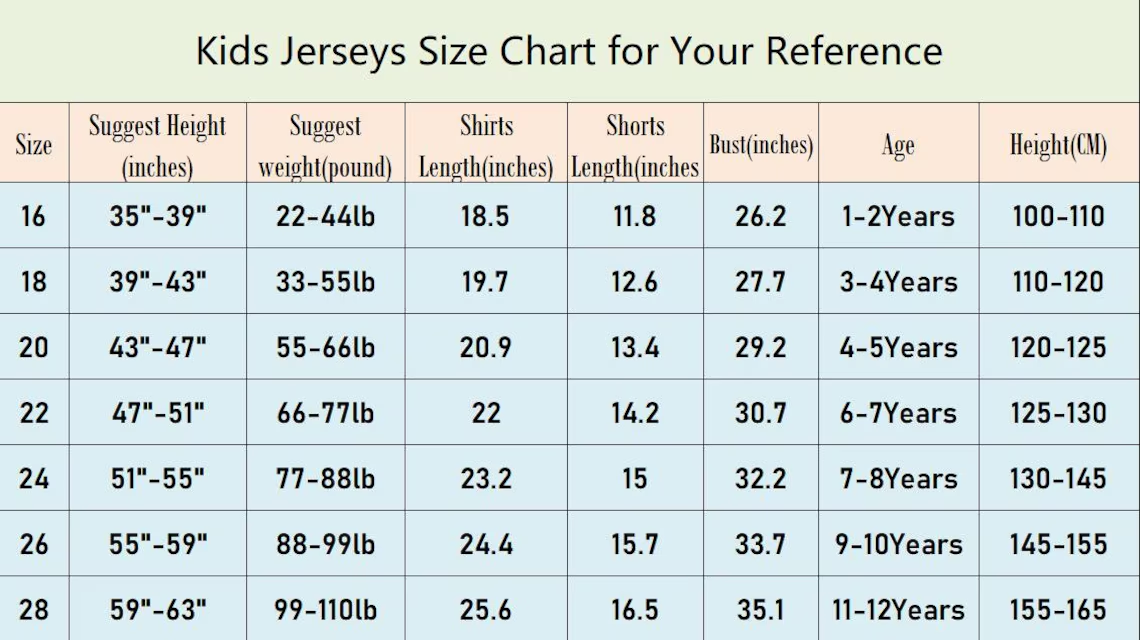 Kids Jerseys Size Chart for Your Reference
Size Suggest Height (inches) Suggest weight(pound) Shirts Length(inches) Shorts Length(inches Bust(inches) Age Height(CM)
16 35"-39" 22-44lb 18.5 11.8 26.2 1-2Years 100-110
18 39"-43" 33-55lb 19.7 12.6 27.7 3-4Years 110-120
20 43"-47" 55-66lb 20.9 13.4 29.2 4-5Years 120-125
22 47"-51" 66-77lb 22 14.2 30.7 6-7Years 125-130
24 51"-55" 77-88lb 23.2 15 32.2 7-8Years 130-145
26 55"-59" 88-99lb 24.4 15.7 33.7 9-10Years 145-155
28 59"-63" 99-110lb 25.6 16.5 35.1 11-12Years 155-165